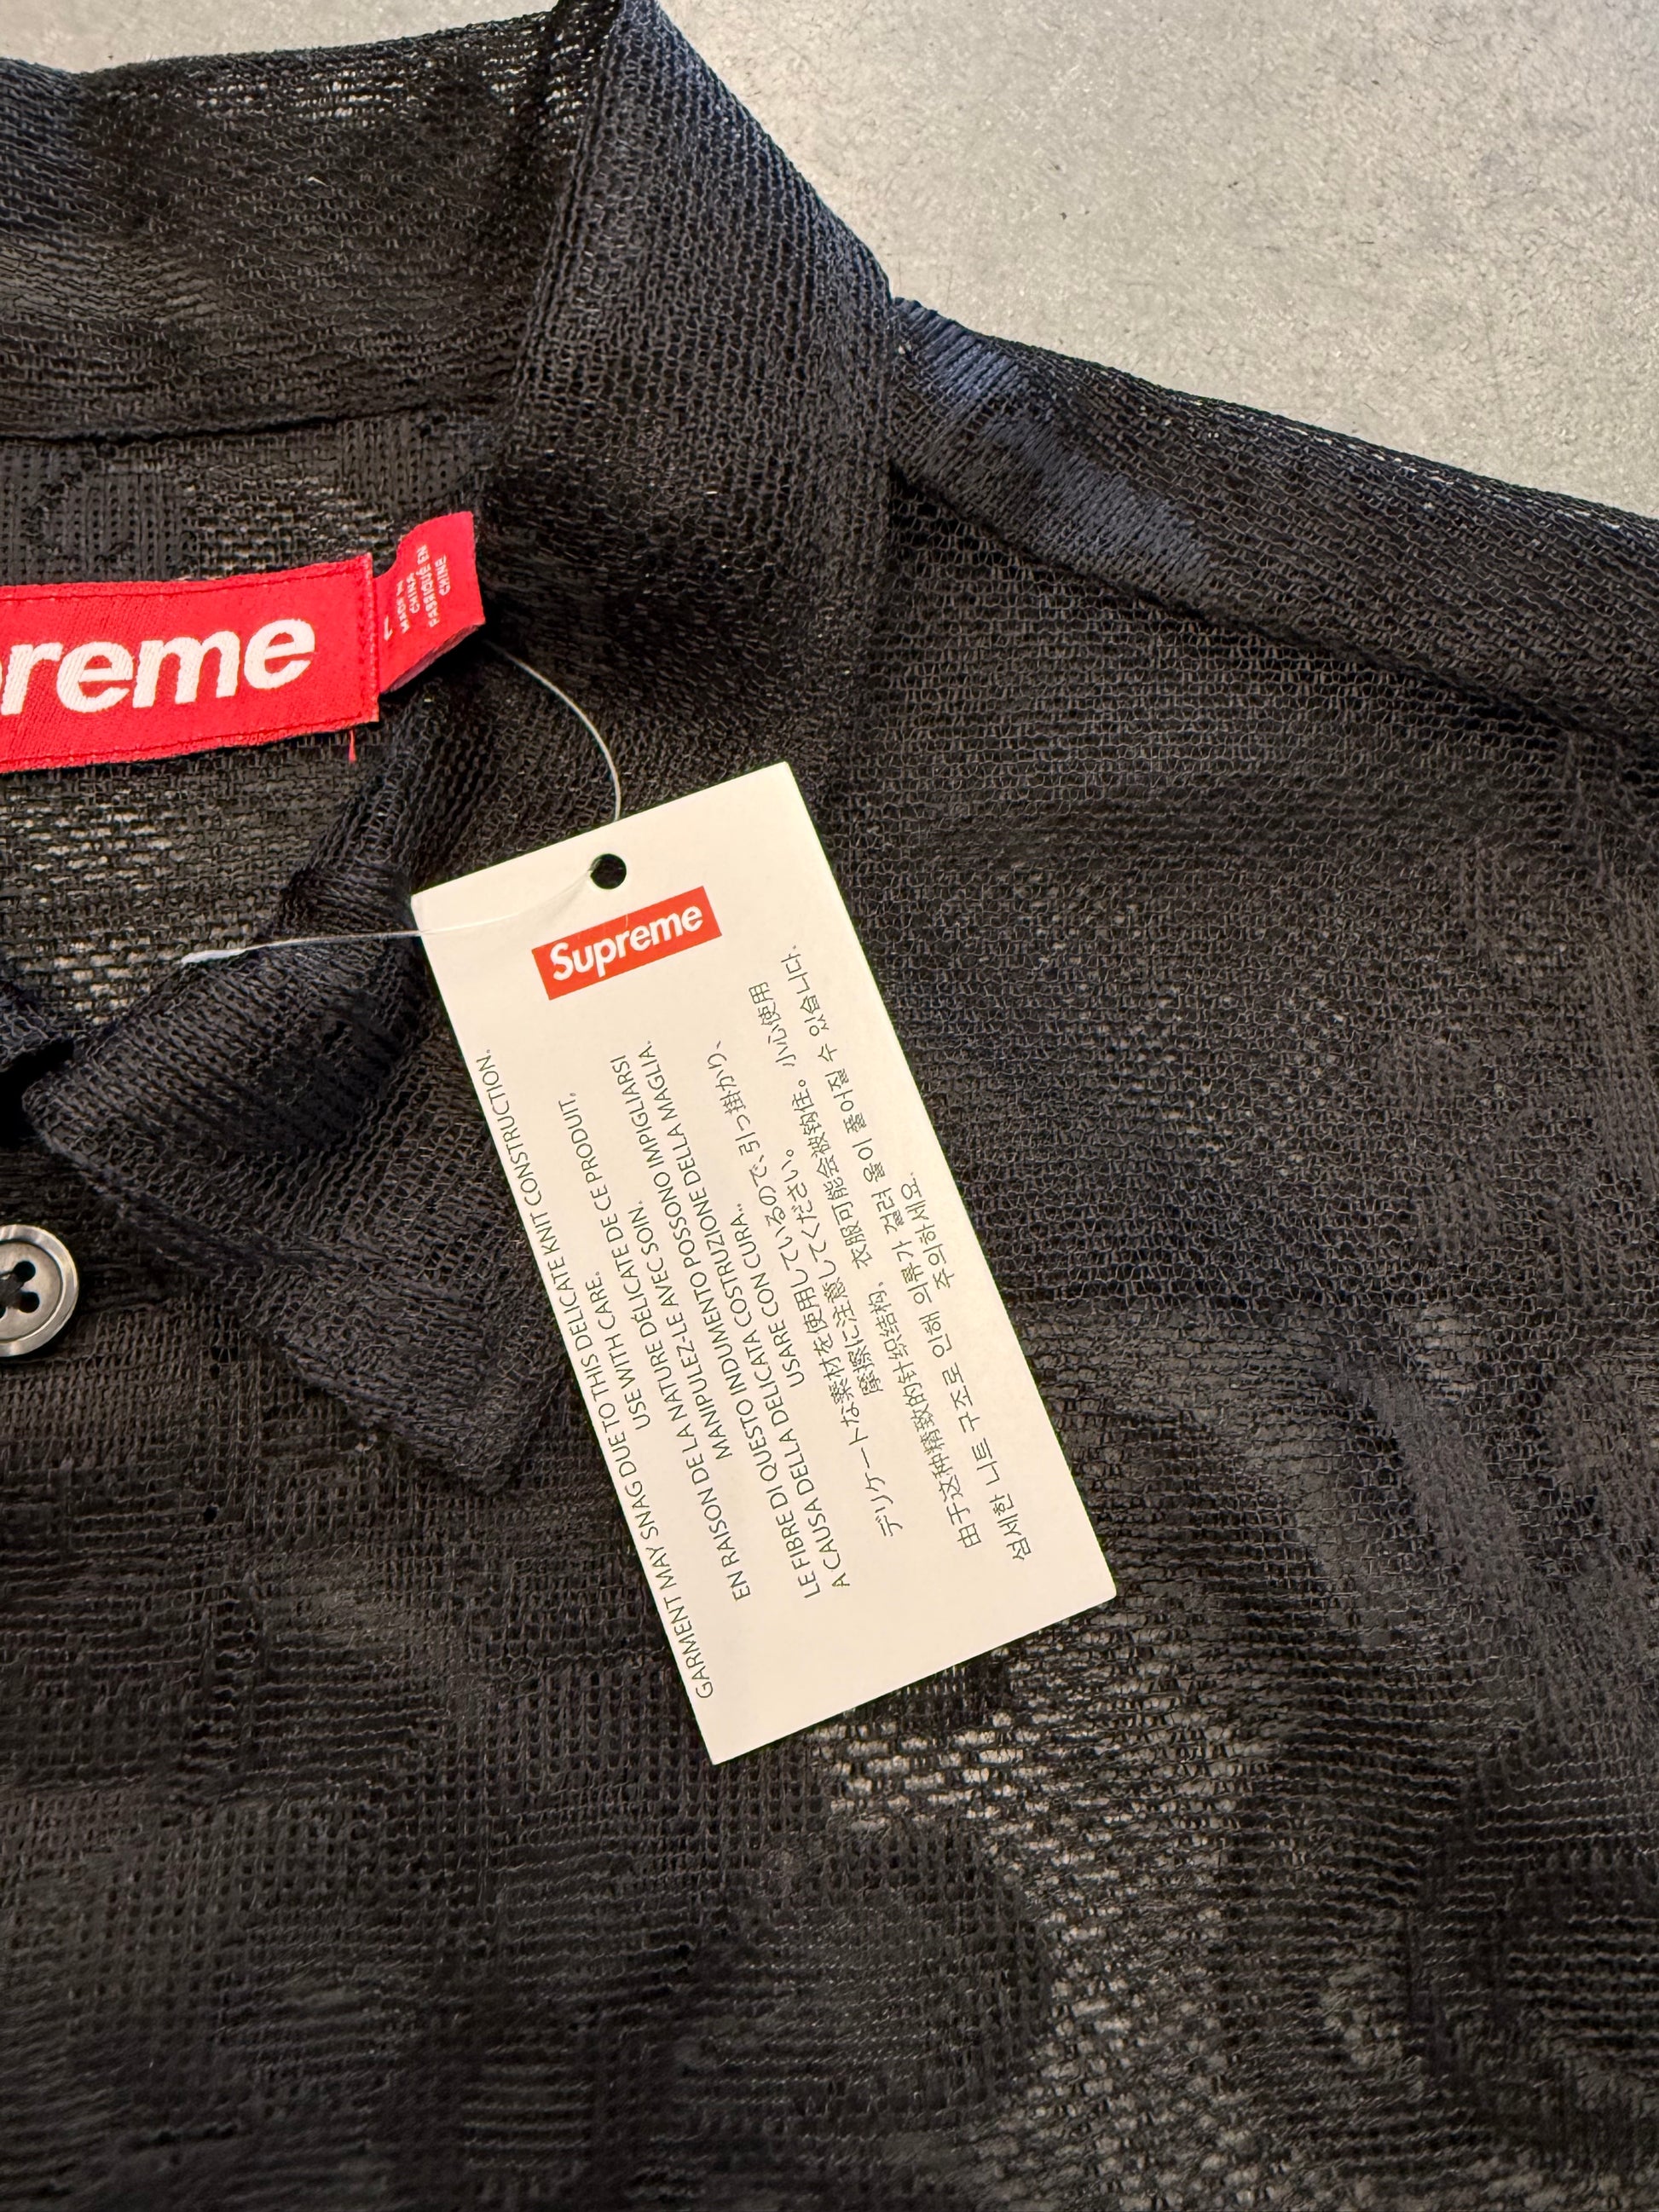 preme
L
MADE IN
CHINA
FABRIQUÉ EN
CHINE
Supreme
GARMENT MAY SNAG DUE TO THIS DELICATE KNIT CONSTRUCTION.
USE WITH CARE.
EN RAISON DE LA NATURE DÉLICATE DE CE PRODUIT,
MANIPULEZ-LE AVEC SOIN.
LE FIBRE DI QUESTO INDUMENTO POSSONO IMPIGLIARSI
A CAUSA DELLA DELICATA COSTRUZIONE DELLA MAGLIA.
USARE CON CURA..
デリケートな素材を使用しているので、引っ掛かり、
摩擦に注意してください。
由于这种精致的针织结构， 衣服可能会被钩住。 小心使用
섬세한 니트 구조로 인해 의류가 걸려 올이 풀어질 수 있습니다.
주의하세요.